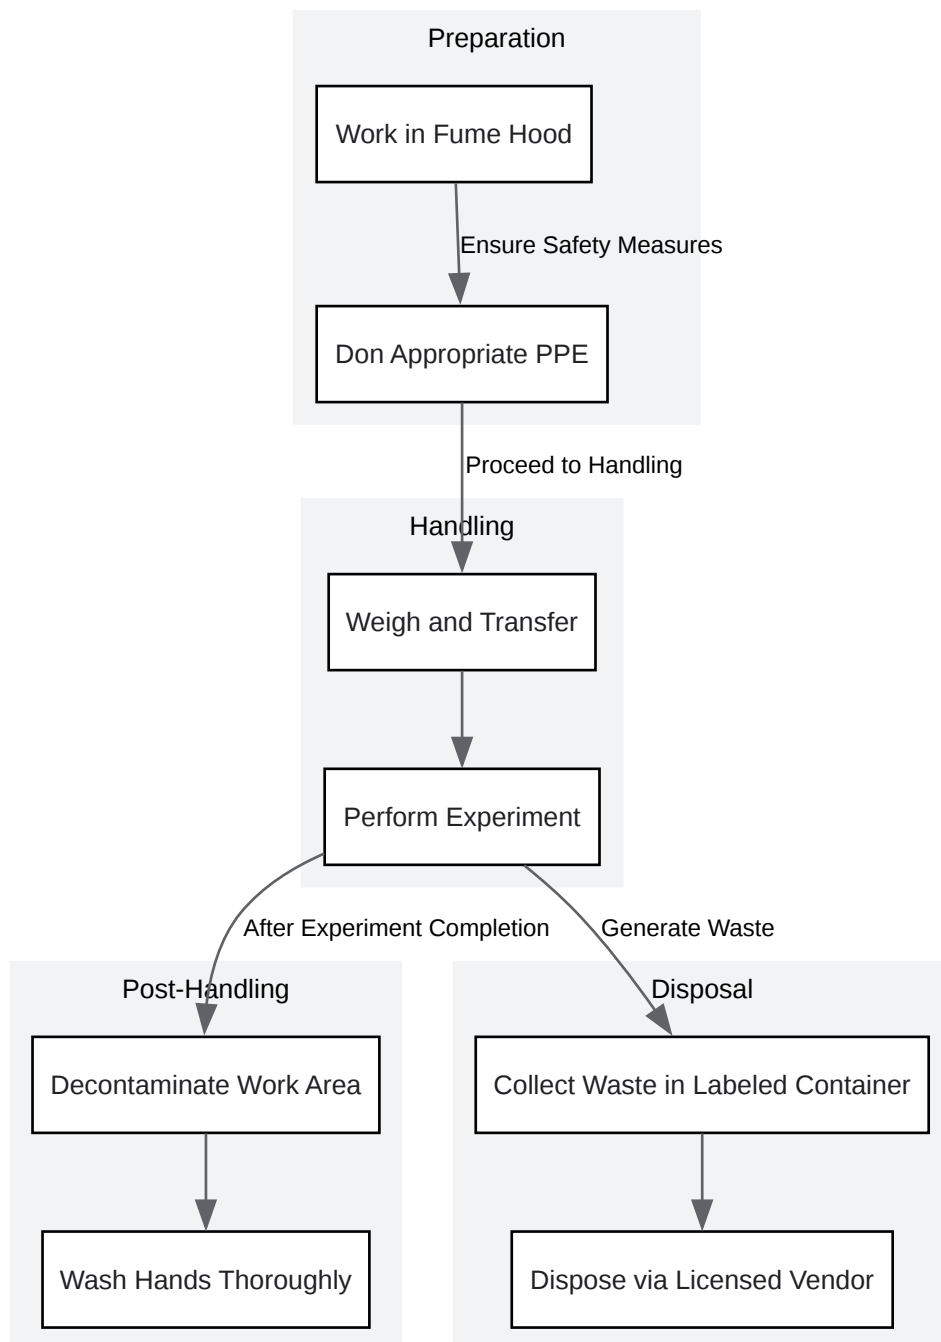 Preparation
Work in Fume Hood
Ensure Safety Measures
Don Appropriate PPE
Proceed to Handling
Handling
Weigh and Transfer
Perform Experiment
After Experiment Completion
Generate Waste
Post-Handling
Disposal
Decontaminate Work Area
Collect Waste in Labeled Container
Wash Hands Thoroughly
Dispose via Licensed Vendor